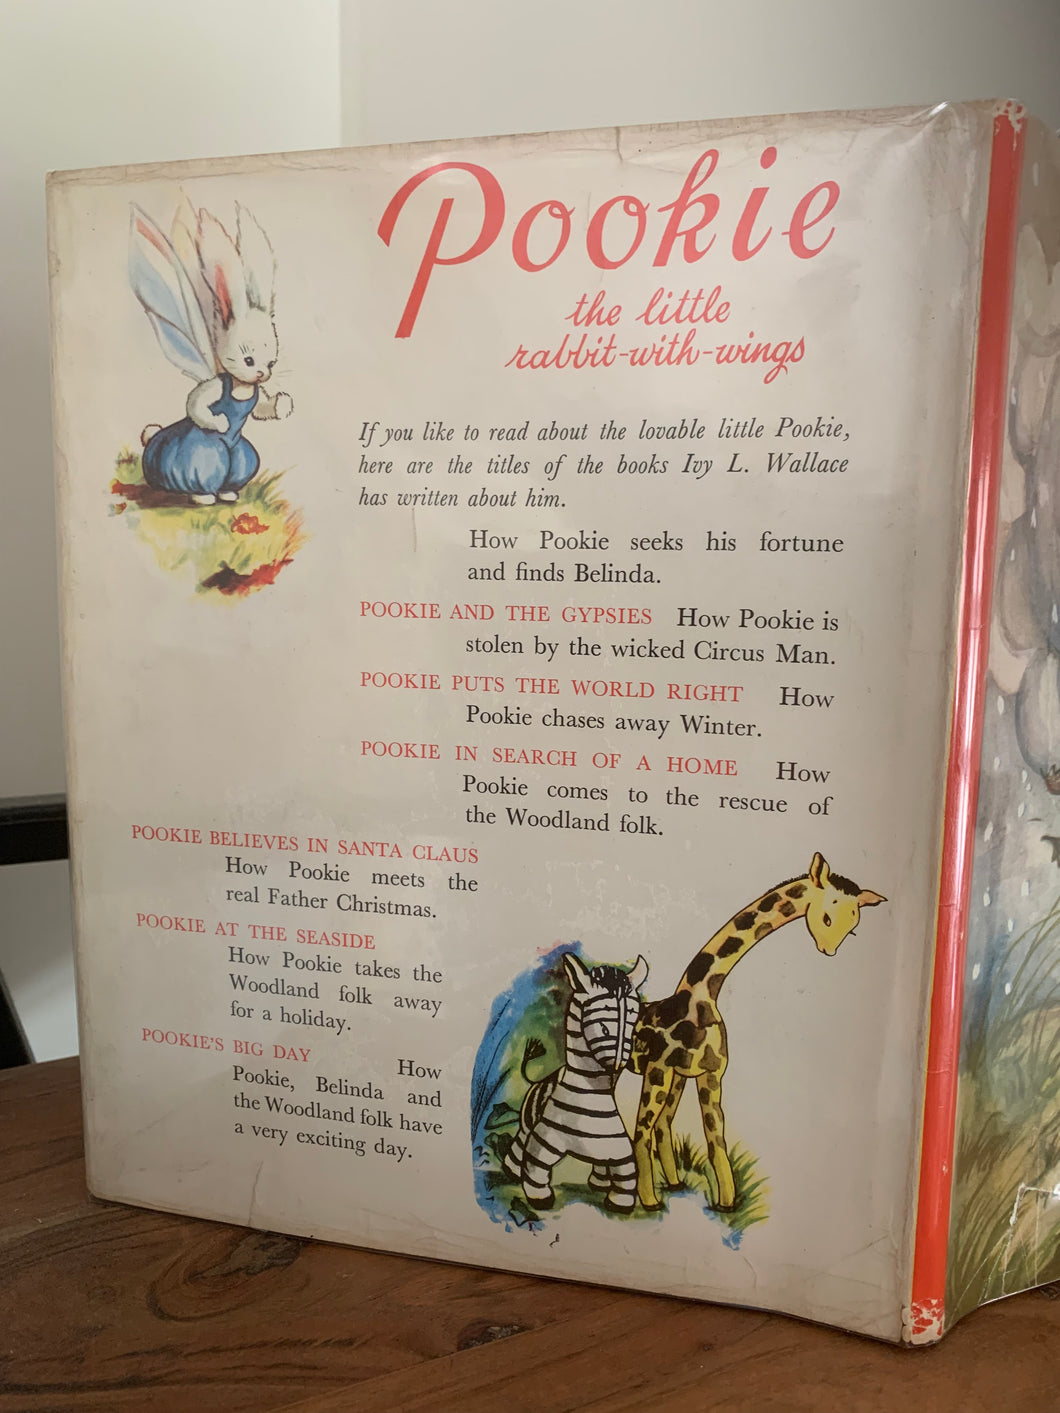 Pookie
the little
rabbit-with-wings
If you like to read about the lovable little Pookie,
here are the titles of the books Ivy L. Wallace
has written about him.
How Pookie seeks his fortune
and finds Belinda.
POOKIE AND THE GYPSIES How Pookie is
stolen by the wicked Circus Man.
POOKIE PUTS THE WORLD RIGHT How
Pookie chases away Winter.
POOKIE IN SEARCH OF A HOME How
Pookie comes to the rescue of
the Woodland folk.
POOKIE BELIEVES IN SANTA CLAUS
How Pookie meets the
real Father Christmas.
POOKIE AT THE SEASIDE
How Pookie takes the
Woodland folk away
for a holiday.
POOKIE'S BIG DAY How
Pookie, Belinda and
the Woodland folk have
a very exciting day.